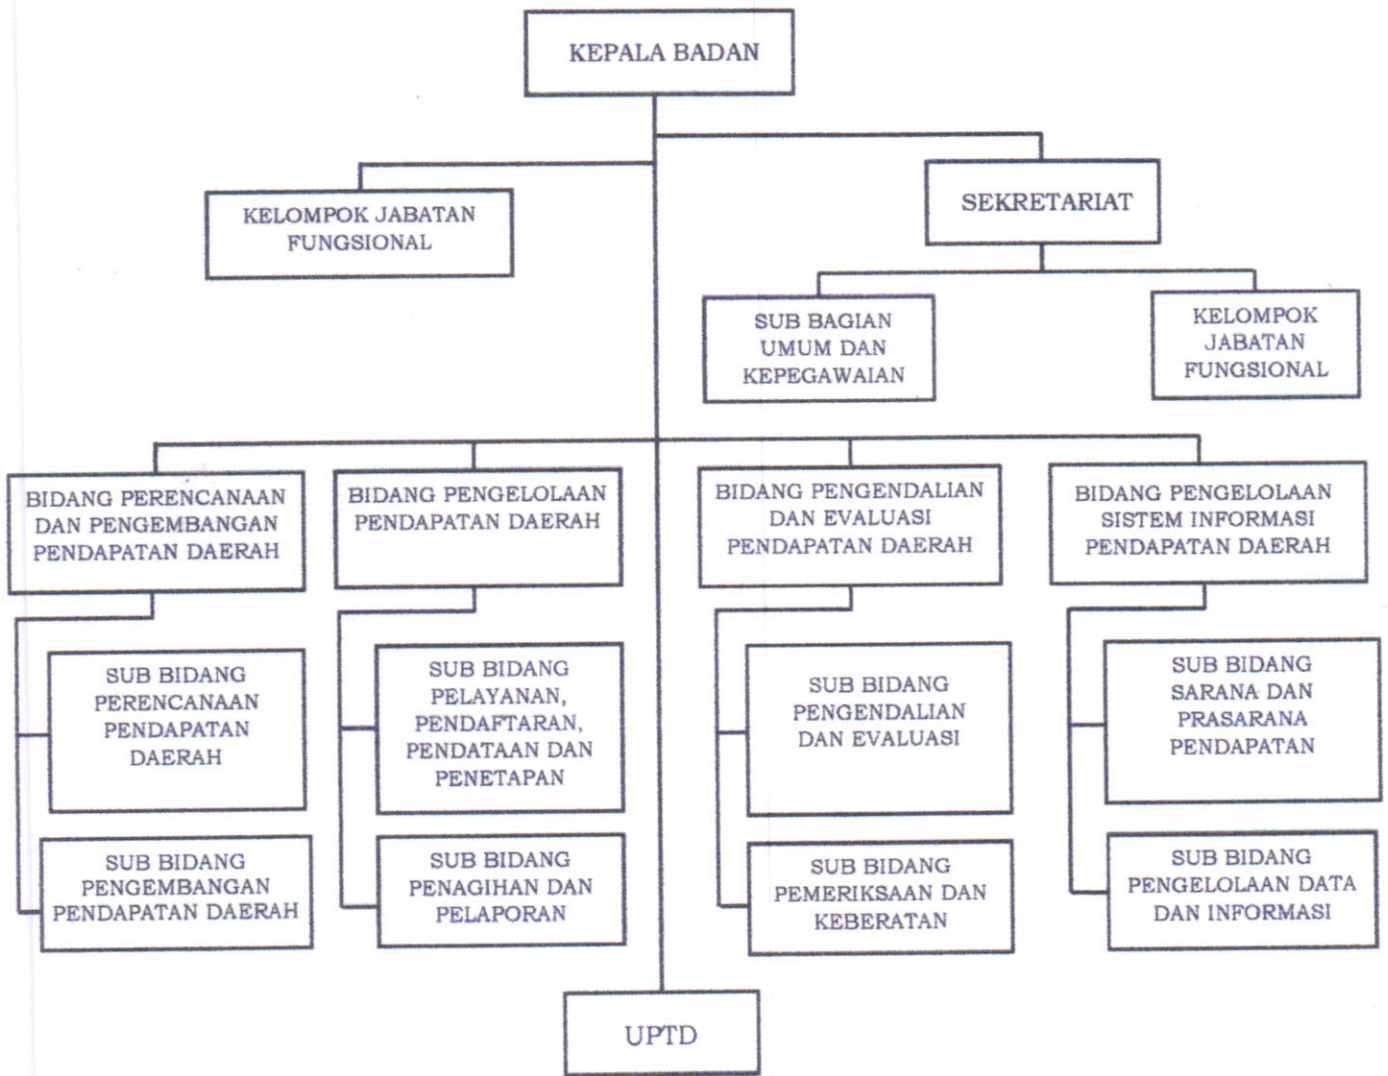 KEPALA BADAN
KELOMPOK JABATAN
FUNGSIONAL
SEKRETARIAT
SUB BAGIAN
UMUM DAN
KEPEGAWAIAN
KELOMPOK
JABATAN
FUNGSIONAL
BIDANG PERENCANAAN
DAN PENGEMBANGAN
PENDAPATAN DAERAH
BIDANG PENGELOLAAN
PENDAPATAN DAERAH
BIDANG PENGENDALIAN
DAN EVALUASI
PENDAPATAN DAERAH
BIDANG PENGELOLAAN
SISTEM INFORMASI
PENDAPATAN DAERAH
SUB BIDANG
PERENCANAAN
PENDAPATAN
DAERAH
SUB BIDANG
PELAYANAN,
PENDAFTARAN,
PENDATAAN DAN
PENETAPAN
SUB BIDANG
PENGENDALIAN
DAN EVALUASI
SUB BIDANG
SARANA DAN
PRASARANA
PENDAPATAN
SUB BIDANG
PENGEMBANGAN
PENDAPATAN DAERAH
SUB BIDANG
PENAGIHAN DAN
PELAPORAN
SUB BIDANG
PEMERIKSAAN DAN
KEBERATAN
SUB BIDANG
PENGELOLAAN DATA
DAN INFORMASI
UPTD